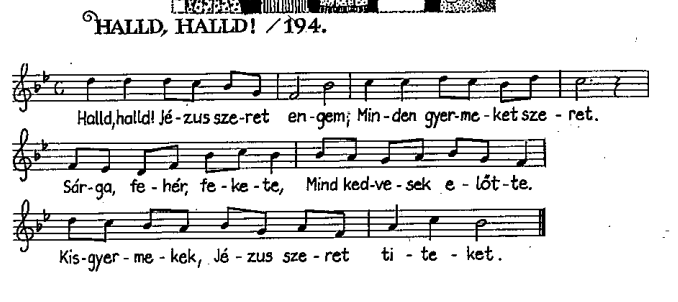 HALLD, HALLD! /194.
Halld, halld! Jé-zus sze-ret en-gem; Min-den gyer-me-ket sze-ret.
Sár-ga, fe-hér, fe-ke-te, Mind ked-ve-sek e-lőt-te.
Kis-gyer-me-kek, Jé-zus sze-ret ti-te-ket.